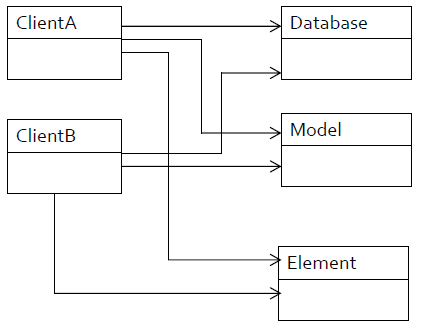 ClientA
Database
ClientB
Model
Element